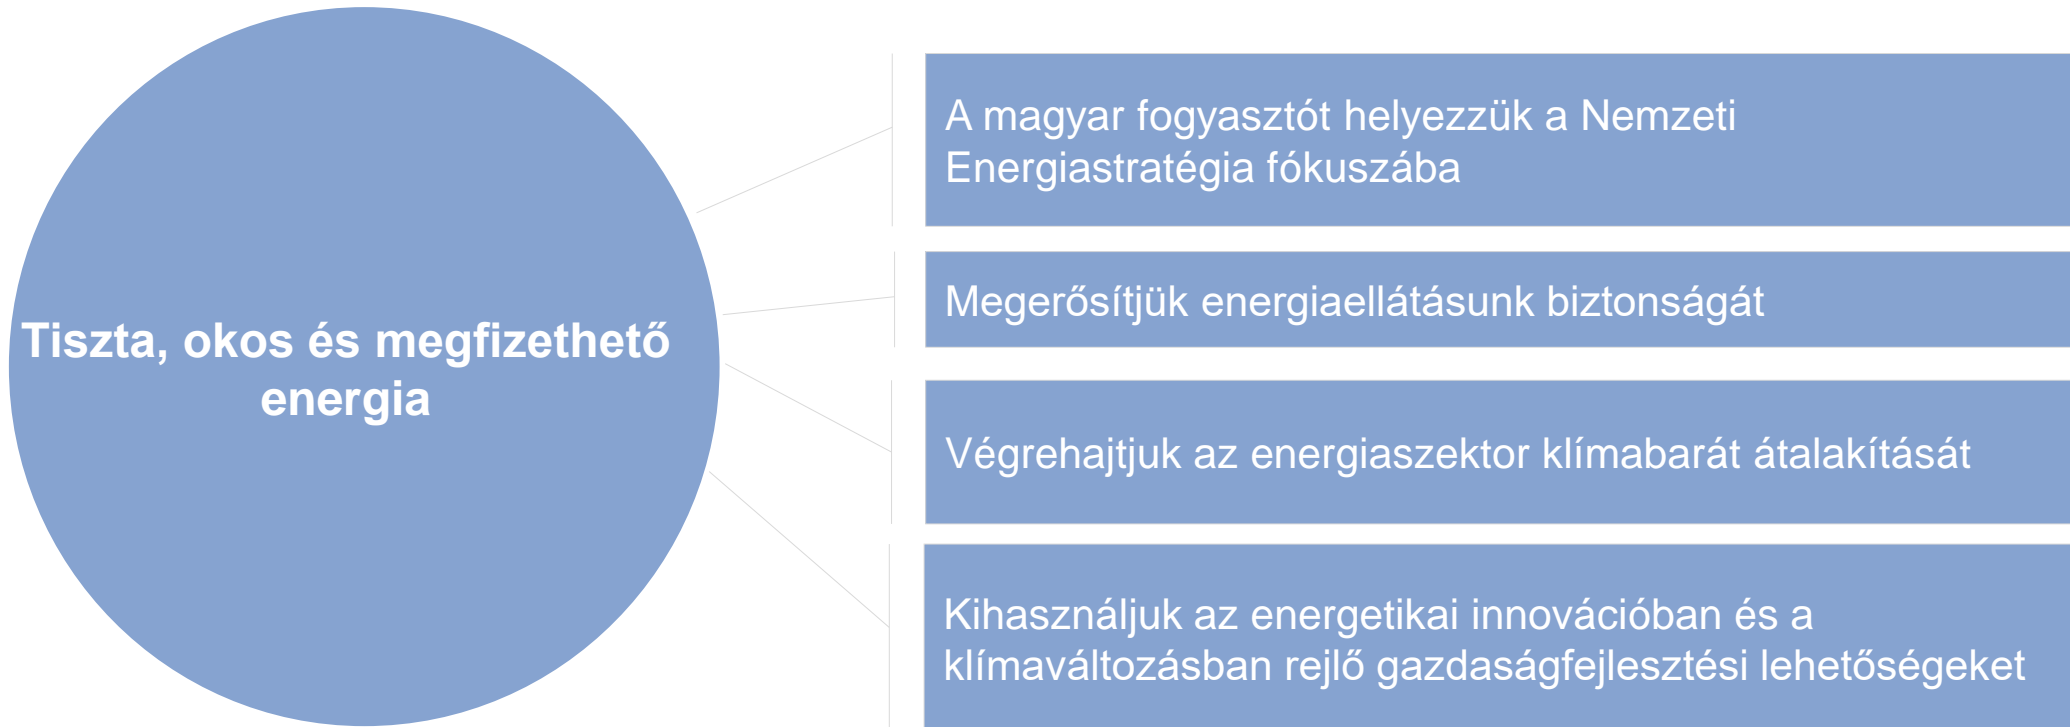 Tiszta, okos és megfizethető
energia
A magyar fogyasztót helyezzük a Nemzeti
Energiastratégia fókuszába
Megerősítjük energiaellátásunk biztonságát
Végrehajtjuk az energiaszektor klímabarát átalakítását
Kihasználjuk az energetikai innovációban és a
klímaváltozásban rejlő gazdaságfejlesztési lehetőségeket